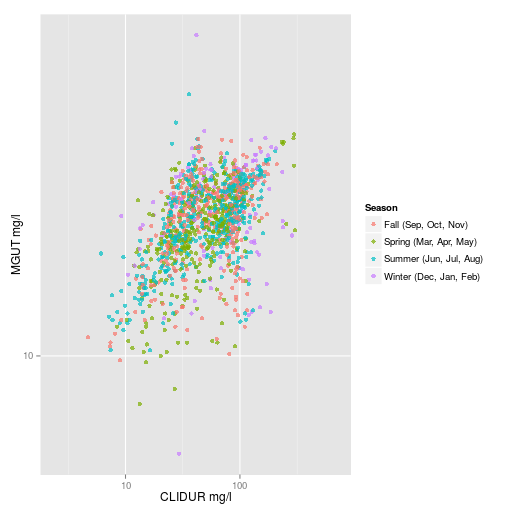 MGUT mg/l
10
10
100
CLIDUR mg/l
Season
Fall (Sep, Oct, Nov)
Spring (Mar, Apr, May)
Summer (Jun, Jul, Aug)
Winter (Dec, Jan, Feb)